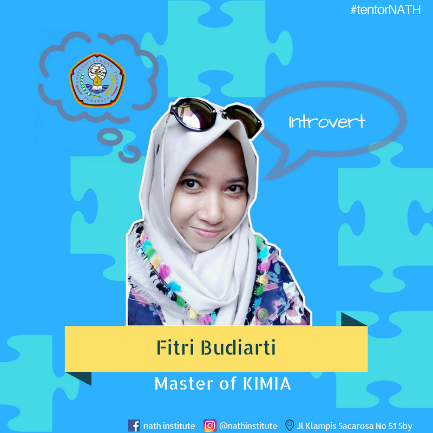 #tentorNATH
Introvert
Fitri Budiarti
Master of KIMIA
nath institute @nathinstitute Jl Klampis Sacarosa No 51 Sby